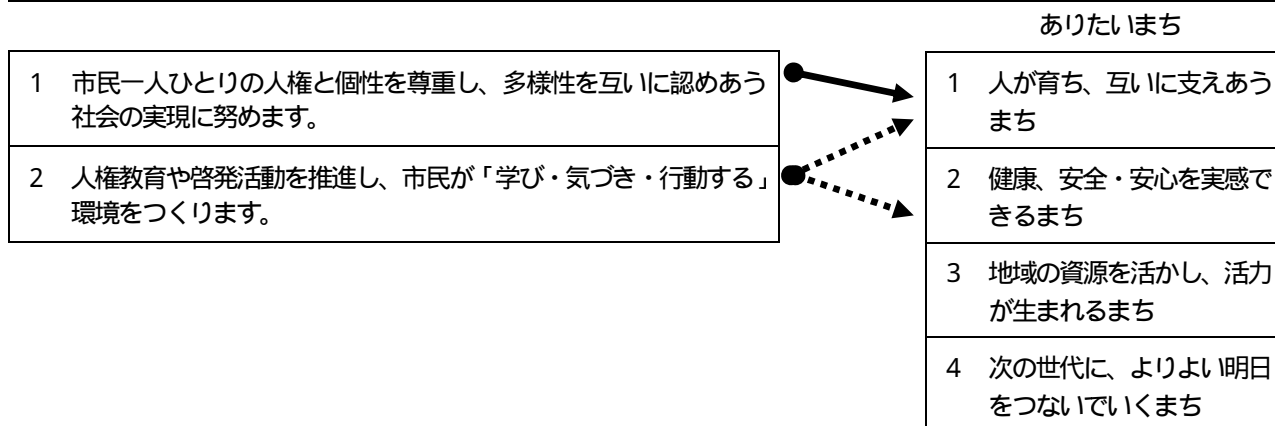 ありたいまち
1 市民一人ひとりの人権と個性を尊重し、多様性を互いに認めあう
社会の実現に努めます。
2 人権教育や啓発活動を推進し、市民が「学び・気づき・行動する」
環境をつくります。
1 人が育ち、互いに支えあう
まち
2 健康、安全・安心を実感で
きるまち
3 地域の資源を活かし、活力
が生まれるまち
4 次の世代に、よりよい明日
をつないでいくまち